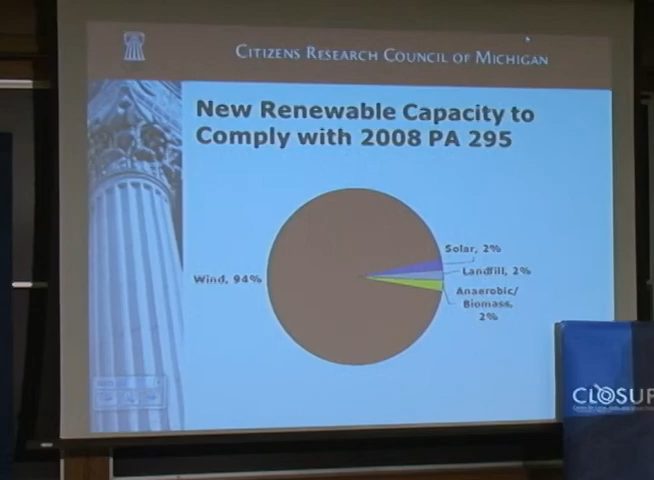 CITIZENS RESEARCH COUNCIL OF MICHIGAN
New Renewable Capacity to
Comply with 2008 PA 295
Solar, 2%
Wind, 94%
Landfill, 2%
Anaerobic/
Biomass,
2%
CLOSUP